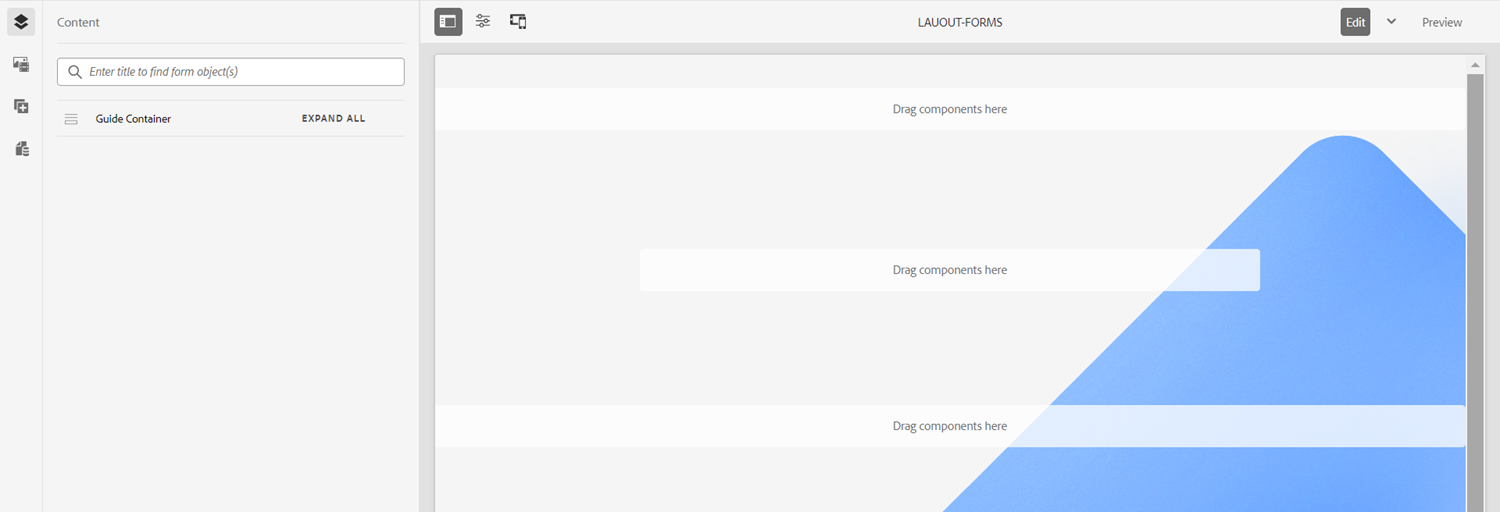 Content
LAUOUT-FORMS
Edit
Preview
Enter title to find form object(s)
Guide Container
EXPAND ALL
Drag components here
Drag components here
Drag components here